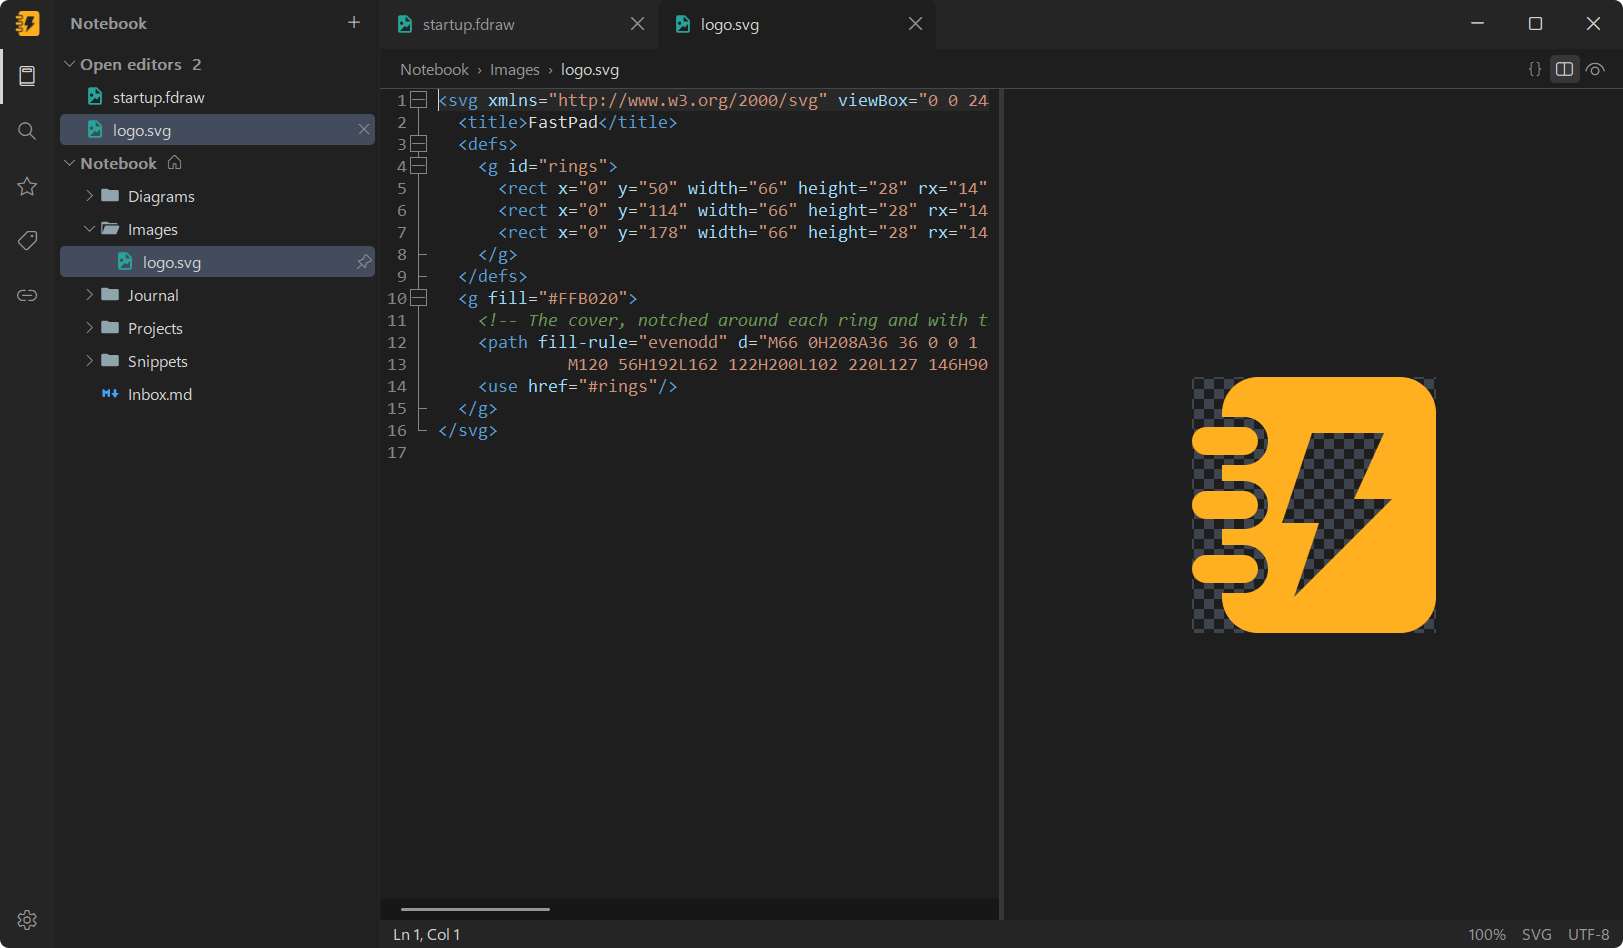 Notebook
Open editors 2
startup.fdraw
logo.svg
Notebook
Diagrams
Images
logo.svg
Journal
Projects
Snippets
Inbox.md
startup.fdraw
logo.svg
Notebook › Images › logo.svg
{}
1 <svg xmlns="http://www.w3.org/2000/svg" viewBox="0 0 24
2 <title>FastPad</title>
3 <defs>
4 <g id="rings">
5 <rect x="0" y="50" width="66" height="28" rx="14"
6 <rect x="0" y="114" width="66" height="28" rx="14
7 <rect x="0" y="178" width="66" height="28" rx="14
8 </g>
9 </defs>
10 <g fill="#FFB020">
11 <!-- The cover, notched around each ring and with t
12 <path fill-rule="evenodd" d="M66 0H208A36 36 0 0 1
13 M120 56H192L162 122H200L102 220L127 146H90
14 <use href="#rings"/>
15 </g>
16 </svg>
17
Ln 1, Col 1
100% SVG UTF-8